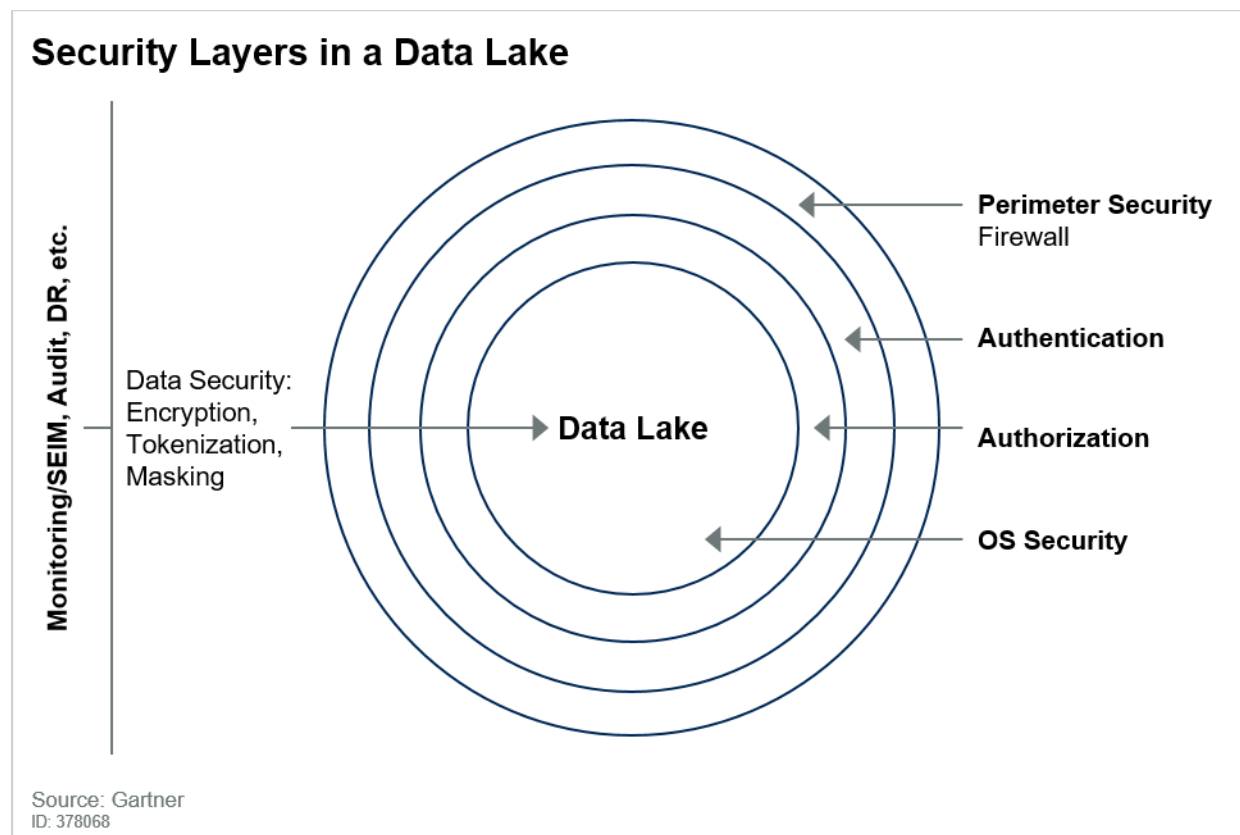 Security Layers in a Data Lake
Monitoring/SEIM, Audit, DR, etc.
Data Security:
Encryption,
Tokenization,
Masking
Data Lake
Perimeter Security
Firewall
Authentication
Authorization
OS Security
Source: Gartner
ID: 378068